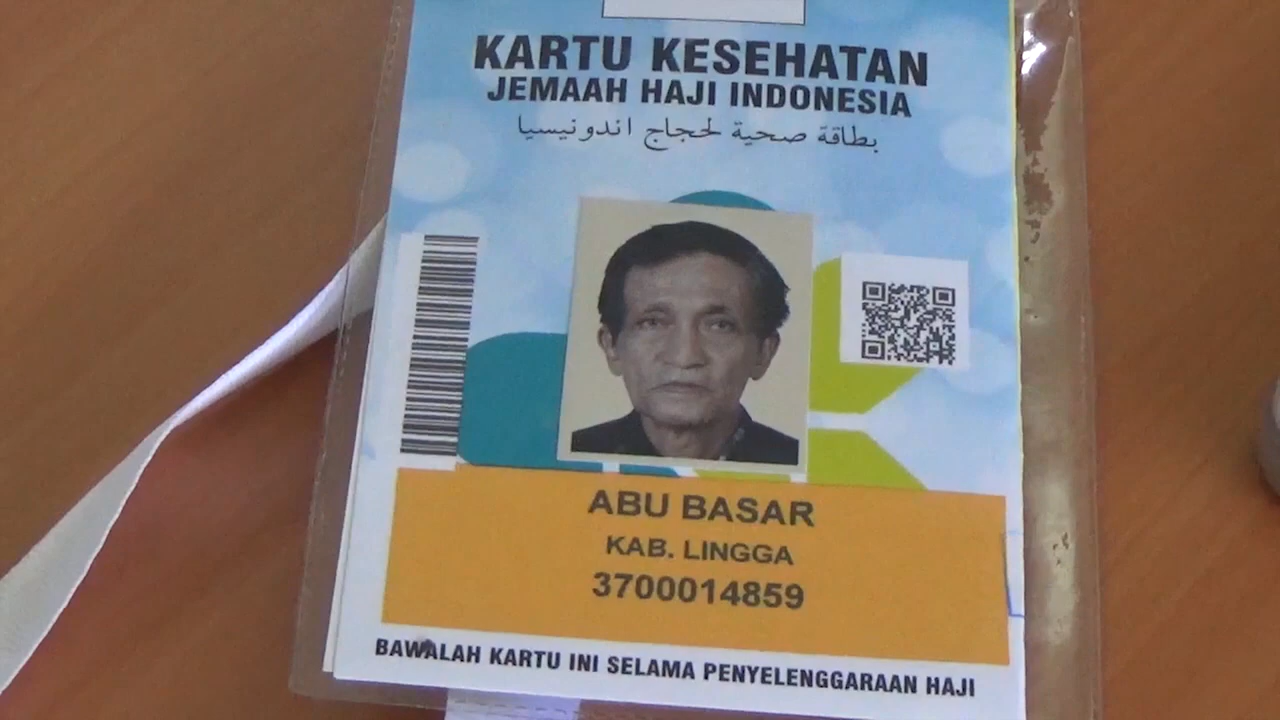 KARTU KESEHATAN
JEMAAH HAJI INDONESIA
بطاقة صحية لحجاج اندونيسيا
ABU BASAR
KAB. LINGGA
3700014859
BAWALAH KARTU INI SELAMA PENYELENGGARAAN HAJI